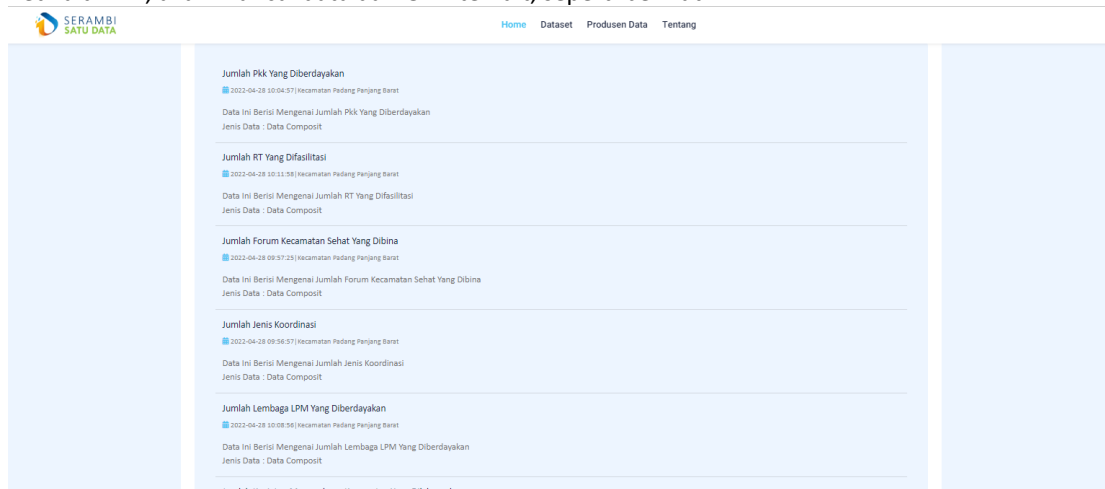 SERAMBI
SATU DATA
Home Dataset Produsen Data Tentang
Jumlah Pkk Yang Diberdayakan
2022-04-28 10:04:57| Kecamatan Padang Panjang Barat
Data Ini Berisi Mengenai Jumlah Pkk Yang Diberdayakan
Jenis Data : Data Composit
Jumlah RT Yang Difasilitasi
2022-04-28 10:11:58| Kecamatan Padang Panjang Barat
Data Ini Berisi Mengenai Jumlah RT Yang Difasilitasi
Jenis Data : Data Composit
Jumlah Forum Kecamatan Sehat Yang Dibina
2022-04-28 09:57:25| Kecamatan Padang Panjang Barat
Data Ini Berisi Mengenai Jumlah Forum Kecamatan Sehat Yang Dibina
Jenis Data : Data Composit
Jumlah Jenis Koordinasi
2022-04-28 09:56:57| Kecamatan Padang Panjang Barat
Data Ini Berisi Mengenai Jumlah Jenis Koordinasi
Jenis Data : Data Composit
Jumlah Lembaga LPM Yang Diberdayakan
2022-04-28 10:08:56| Kecamatan Padang Panjang Barat
Data Ini Berisi Mengenai Jumlah Lembaga LPM Yang Diberdayakan
Jenis Data : Data Composit